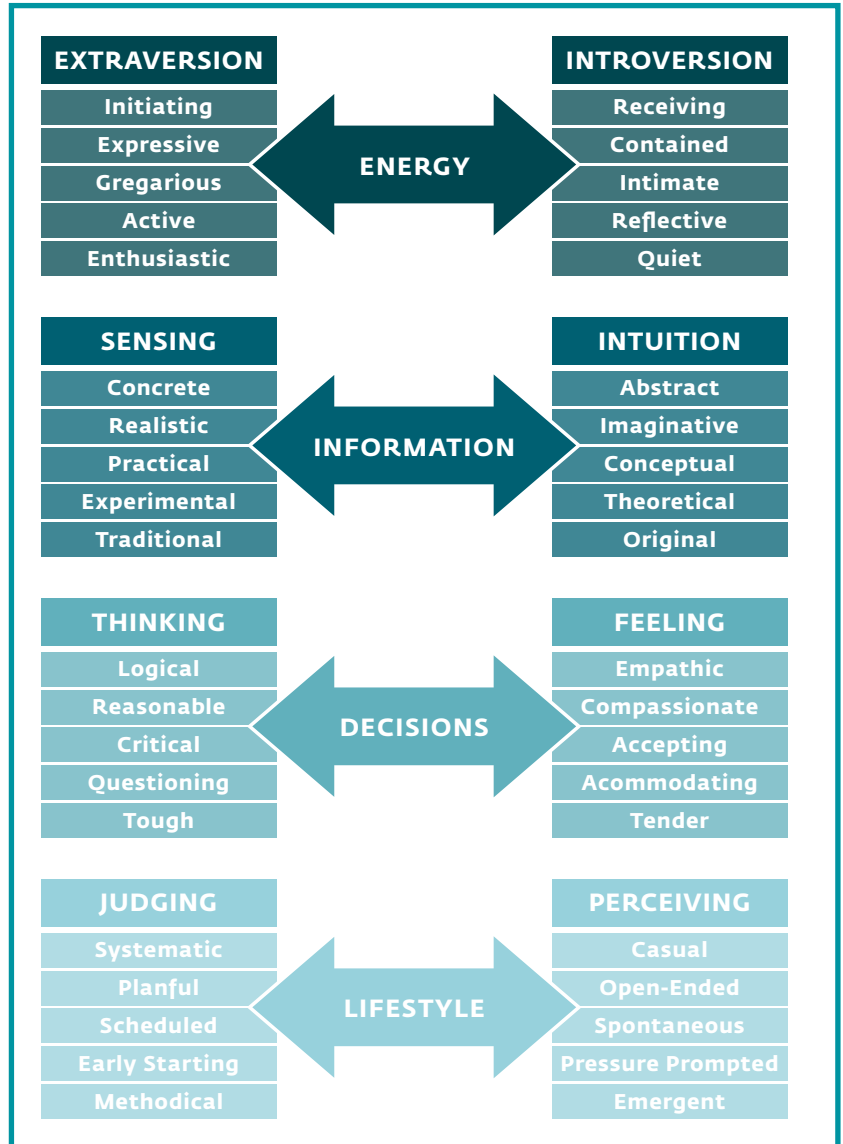 EXTRAVERSION
Initiating
Expressive
Gregarious
Active
Enthusiastic
ENERGY
INTROVERSION
Receiving
Contained
Intimate
Reflective
Quiet
SENSING
Concrete
Realistic
Practical
Experimental
Traditional
INFORMATION
INTUITION
Abstract
Imaginative
Conceptual
Theoretical
Original
THINKING
Logical
Reasonable
Critical
Questioning
Tough
DECISIONS
FEELING
Empathic
Compassionate
Accepting
Acommodating
Tender
JUDGING
Systematic
Planful
Scheduled
Early Starting
Methodical
LIFESTYLE
PERCEIVING
Casual
Open-Ended
Spontaneous
Pressure Prompted
Emergent